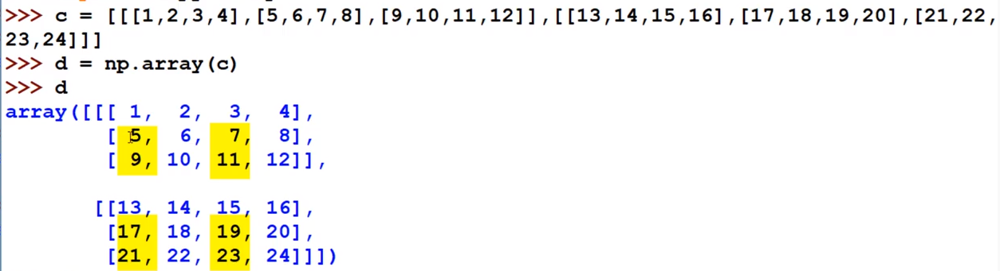 >>> c = [[[1,2,3,4],[5,6,7,8],[9,10,11,12]],[[13,14,15,16],[17,18,19,20],[21,22,
23,24]]]
>>> d = np.array(c)
>>> d
array([[[ 1,  2,  3,  4],
        [ 5,  6,  7,  8],
        [ 9, 10, 11, 12]],

       [[13, 14, 15, 16],
        [17, 18, 19, 20],
        [21, 22, 23, 24]]])